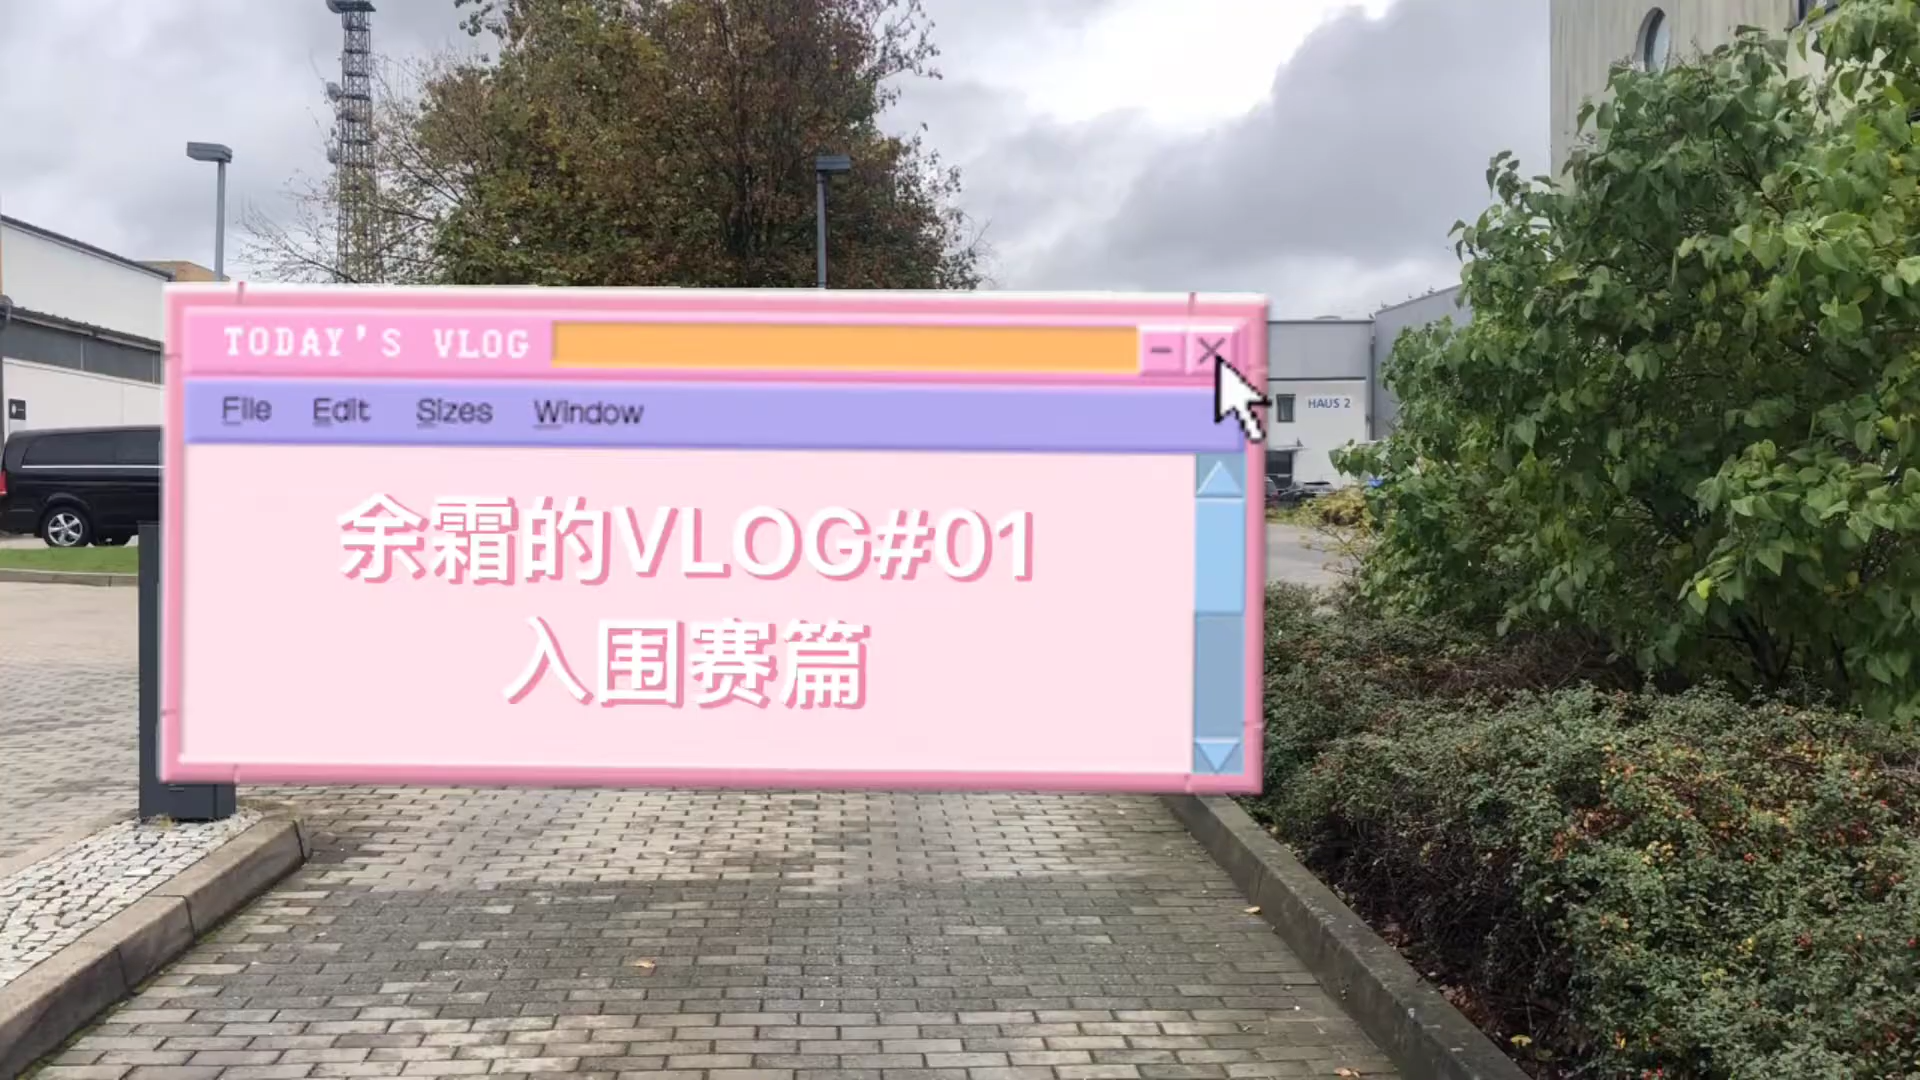 TODAY'S VLOG
File Edit Sizes Window
HAUS 2
余霜的VLOG#01
入围赛篇